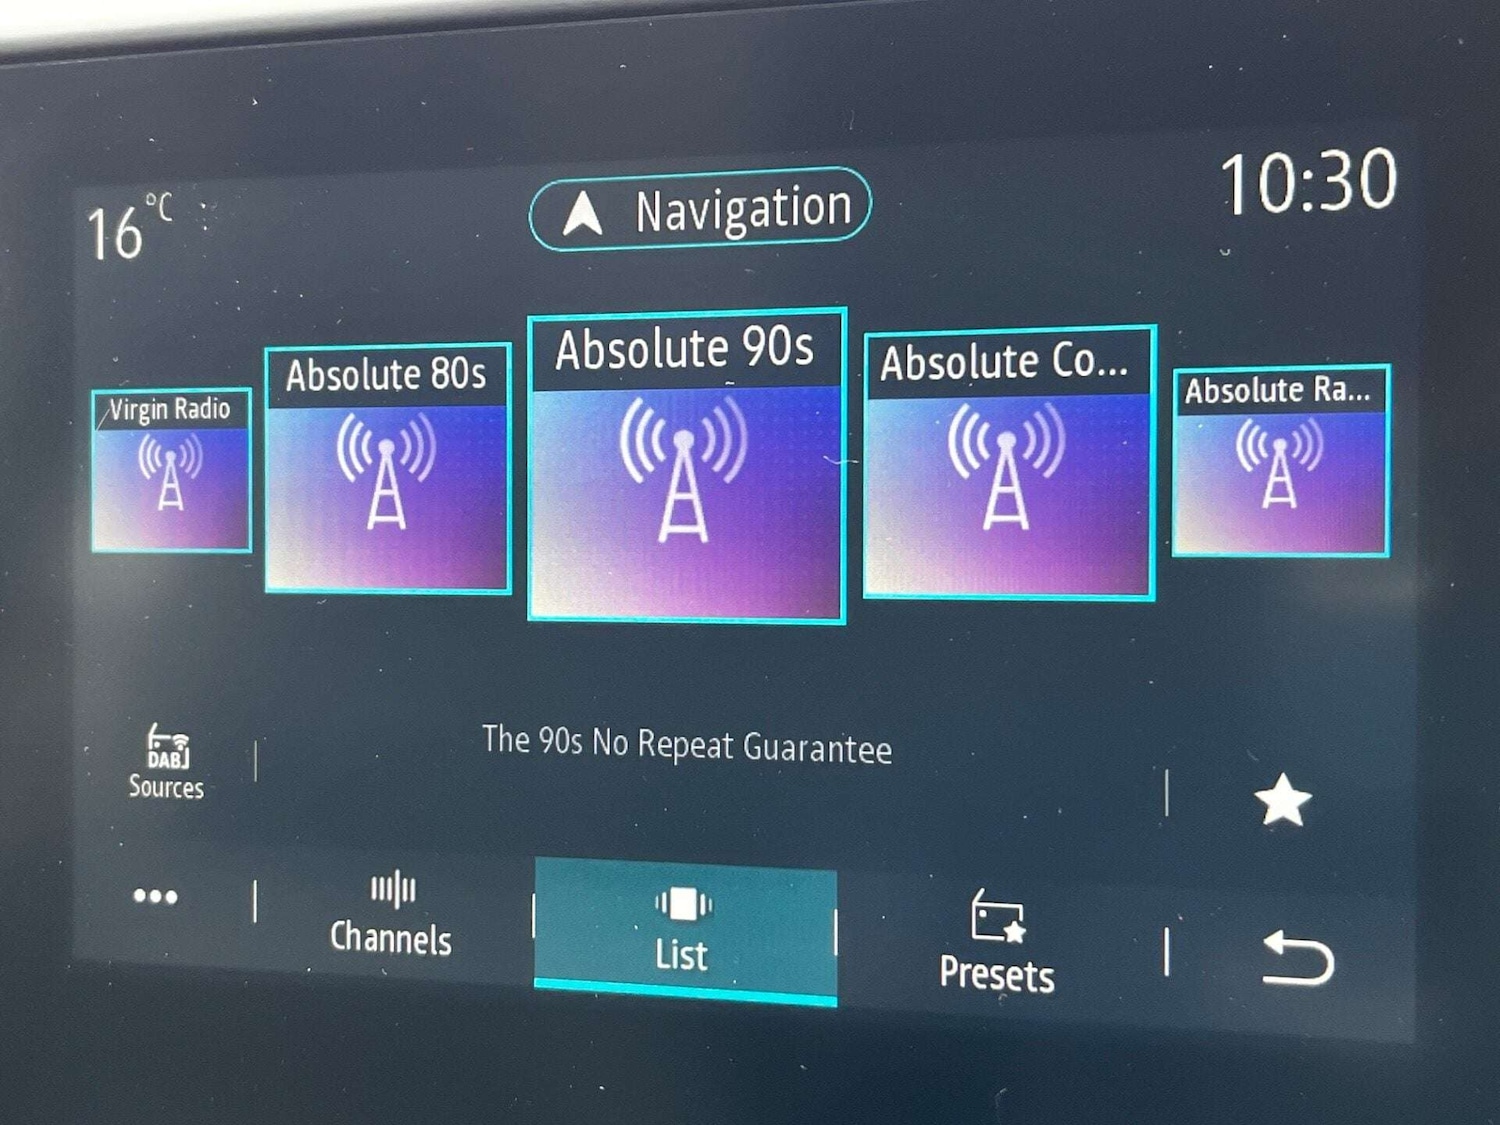 16 °C
Navigation
10:30
Virgin Radio
Absolute 80s
Absolute 90s
Absolute Co...
Absolute Ra...
The 90s No Repeat Guarantee
DAB
Sources
•••
Channels
List
Presets